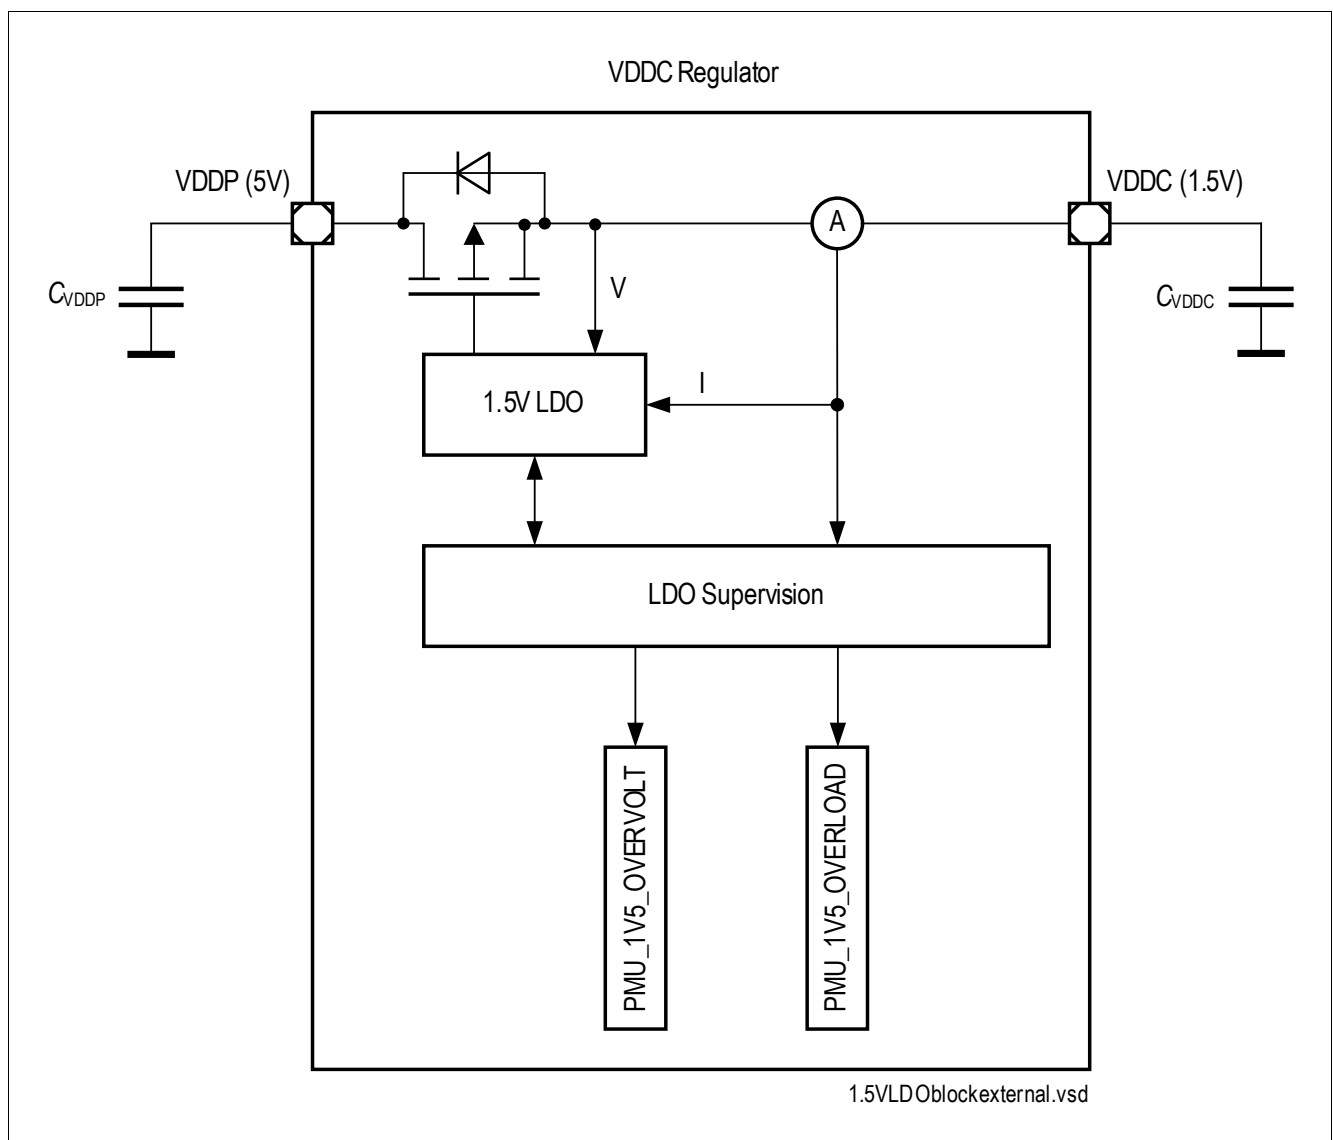 VDDC Regulator
VDDP (5V)
VDDC (1.5V)
A
CVDDP
V
CVDDC
I
1.5V LDO
LDO Supervision
PMU_1V5_OVERVOLT
PMU_1V5_OVERLOAD
1.5VLDOblockexternal.vsd